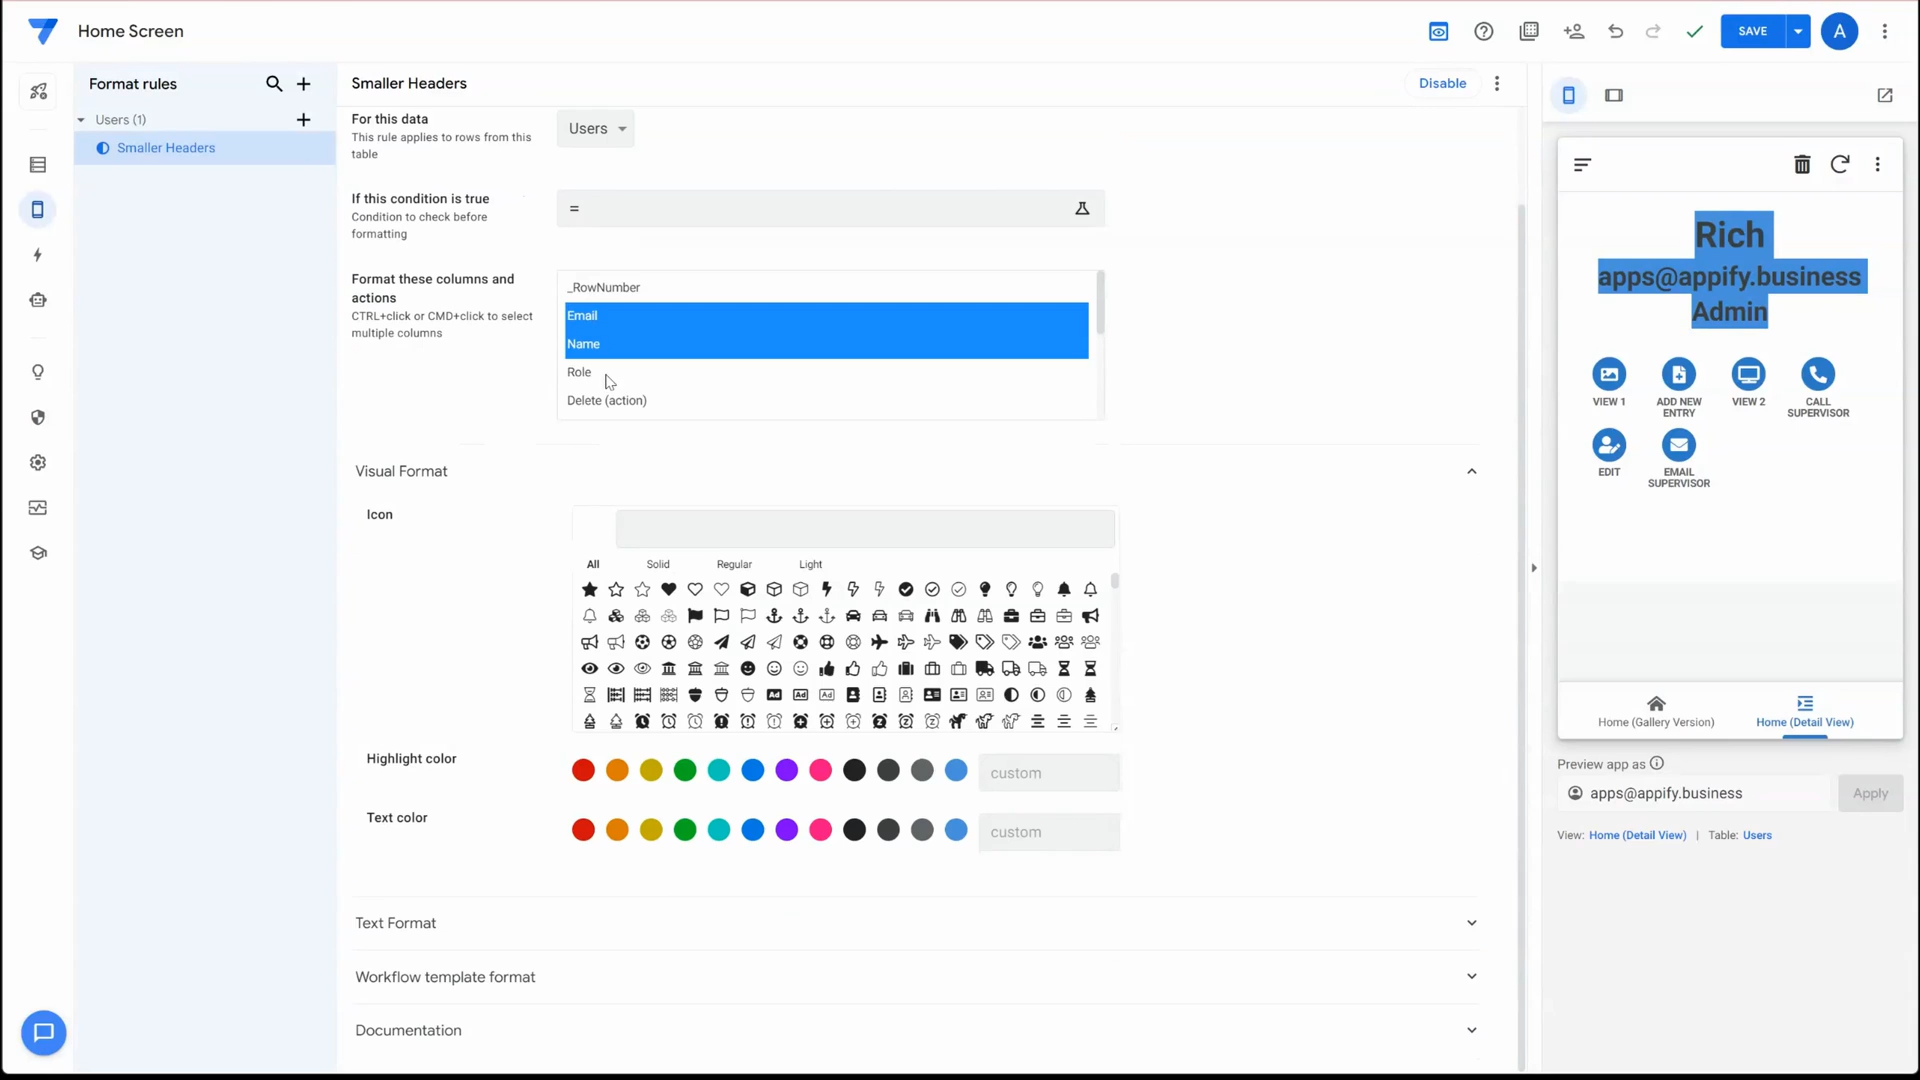 Home Screen
SAVE
A
Format rules
Users (1)
Smaller Headers
Smaller Headers
Disable
For this data
This rule applies to rows from this
table
Users
If this condition is true
Condition to check before
formatting
=
Format these columns and
actions
CTRL+click or CMD+click to select
multiple columns
_RowNumber
Email
Name
Role
Delete (action)
Visual Format
Icon
All
Solid
Regular
Light
Highlight color
custom
Text color
custom
Text Format
Workflow template format
Documentation
Rich
apps@appify.business
Admin
VIEW 1
ADD NEW
ENTRY
VIEW 2
CALL
SUPERVISOR
EDIT
EMAIL
SUPERVISOR
Home (Gallery Version)
Home (Detail View)
Preview app as
apps@appify.business
Apply
View: Home (Detail View) | Table: Users